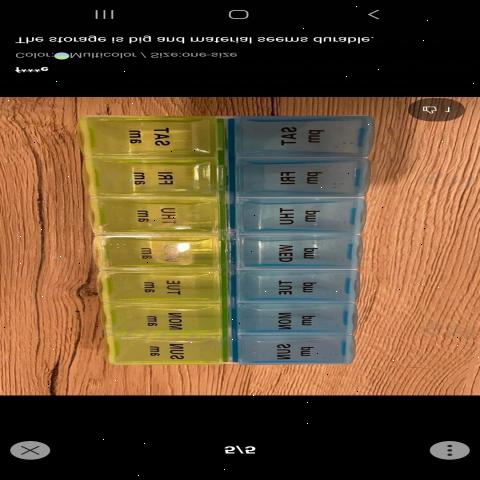 5/5
SUN am
SUN pm
MON am
MON pm
TUE am
TUE pm
am
WED pm
THU am
THU pm
FRI am
FRI pm
SAT am
SAT pm
1
f***e
Color: Multicolor / Size:one-size
The storage is big and material seems durable.